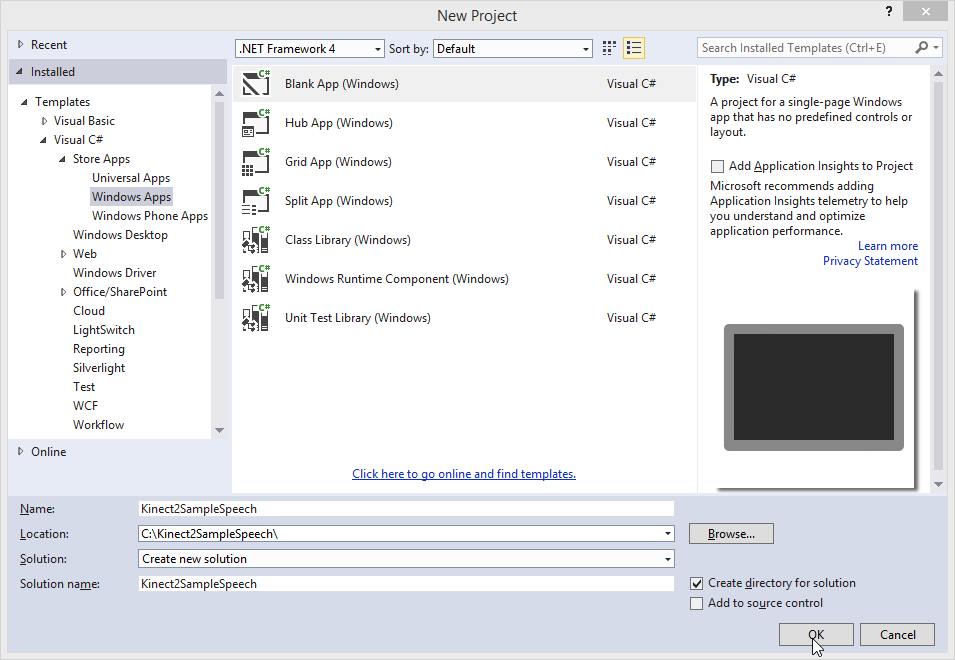 New Project
?
Recent
.NET Framework 4
Sort by:
Default
Search Installed Templates (Ctrl+E)
Installed
Templates
Visual Basic
Visual C#
Store Apps
Universal Apps
Windows Apps
Windows Phone Apps
Windows Desktop
Web
Windows Driver
Office/SharePoint
Cloud
LightSwitch
Reporting
Silverlight
Test
WCF
Workflow
Online
C#
Blank App (Windows)
Visual C#
C#
Hub App (Windows)
Visual C#
C#
Grid App (Windows)
Visual C#
C#
Split App (Windows)
Visual C#
C#
Class Library (Windows)
Visual C#
C#
Windows Runtime Component (Windows)
Visual C#
C#
Unit Test Library (Windows)
Visual C#
Click here to go online and find templates.
Type: Visual C#
A project for a single-page Windows
app that has no predefined controls or
layout.
Add Application Insights to Project
Microsoft recommends adding
Application Insights telemetry to help
you understand and optimize
application performance.
Learn more
Privacy Statement
Name:
Kinect2SampleSpeech
Location:
C:\Kinect2SampleSpeech\
Browse...
Solution:
Create new solution
Solution name:
Kinect2SampleSpeech
Create directory for solution
Add to source control
OK
Cancel